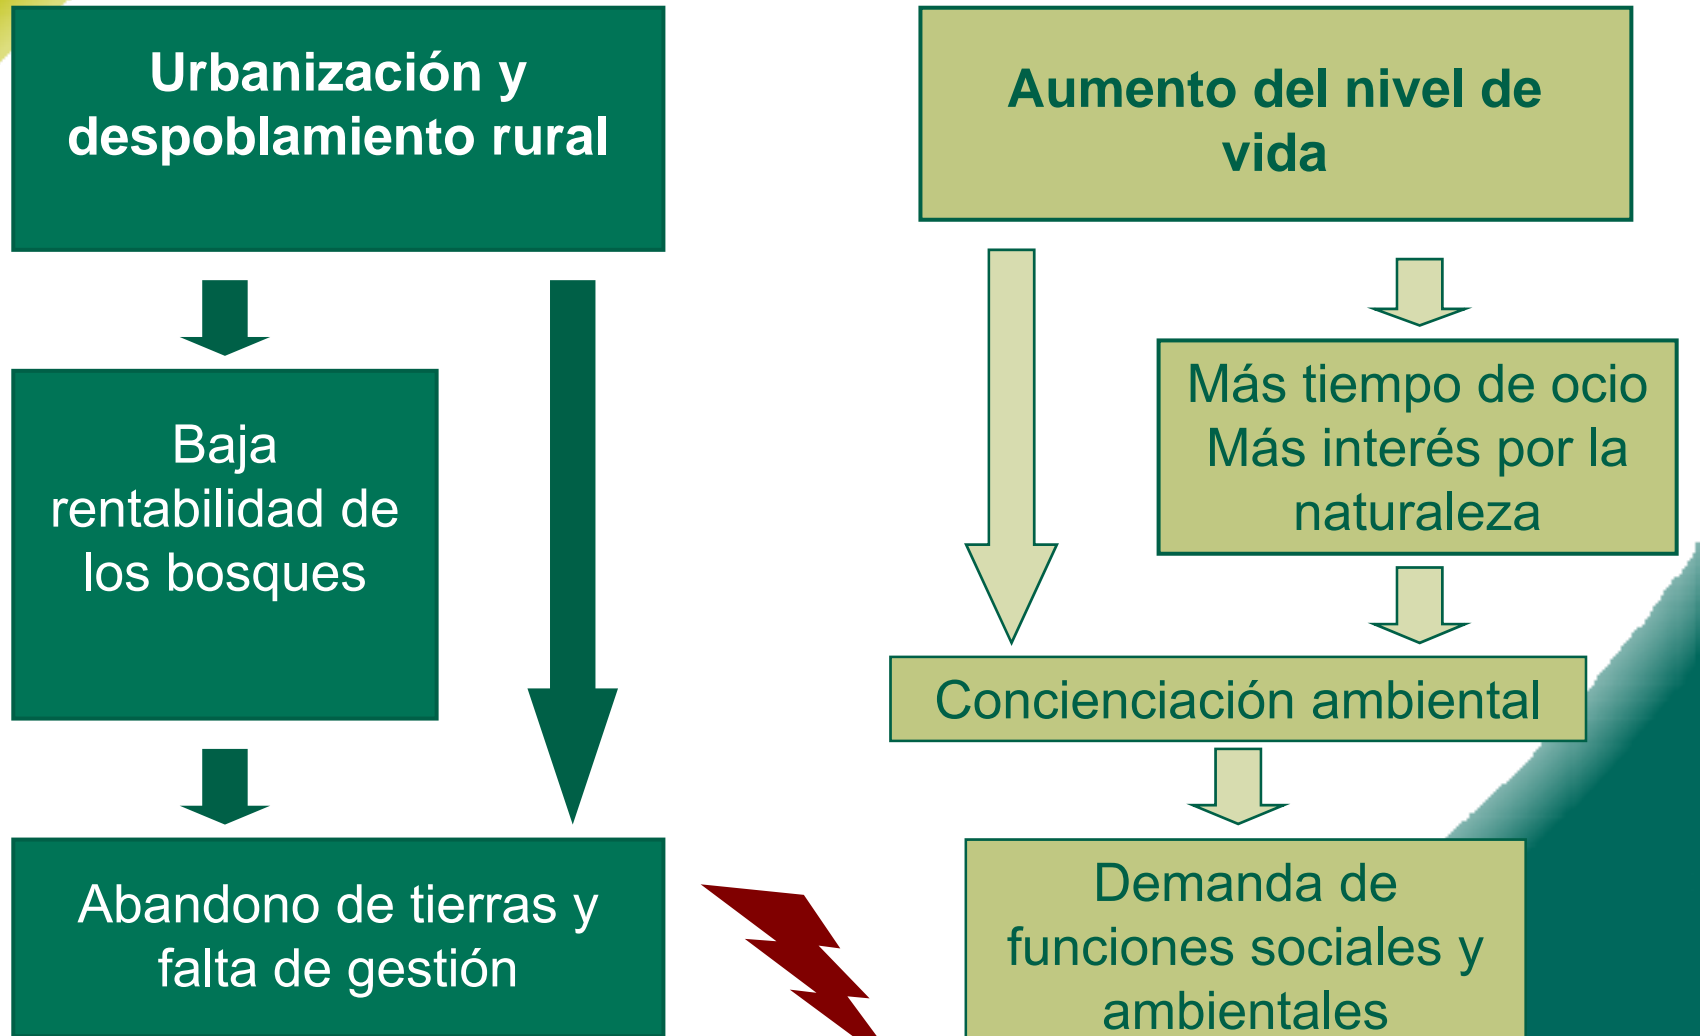 Urbanización y
despoblamiento rural
Baja
rentabilidad de
los bosques
Abandono de tierras y
falta de gestión
Aumento del nivel de
vida
Más tiempo de ocio
Más interés por la
naturaleza
Concienciación ambiental
Demanda de
funciones sociales y
ambientales